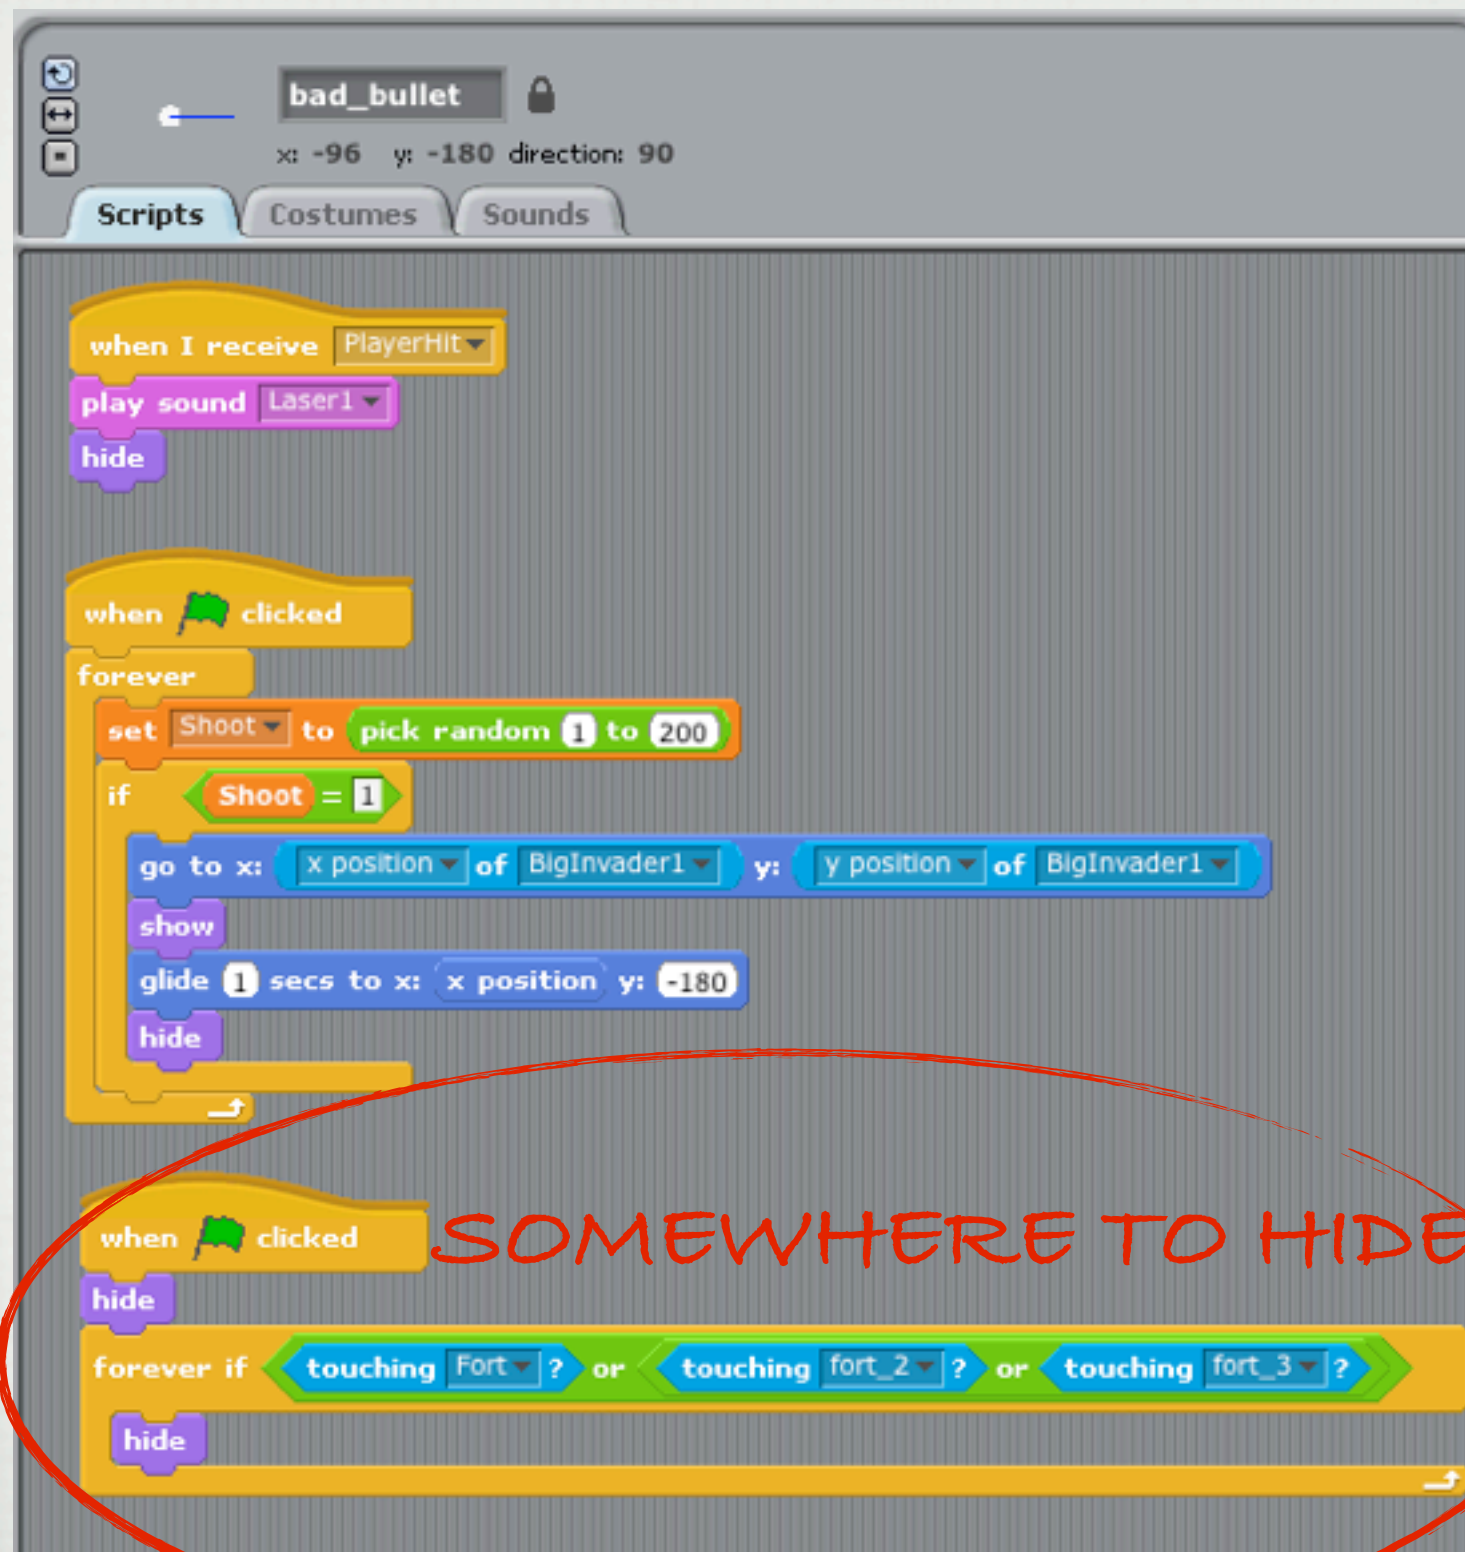 bad_bullet
x: -96 y: -180 direction: 90
Scripts Costumes Sounds
when I receive PlayerHit
play sound Laser1
hide
when clicked
forever
set Shoot to pick random 1 to 200
if Shoot = 1
go to x: x position of BigInvader1 y: y position of BigInvader1
show
glide 1 secs to x: x position y: -180
hide
when clicked
SOMEWHERE TO HIDE
hide
forever if touching Fort ? or touching fort_2 ? or touching fort_3 ?
hide